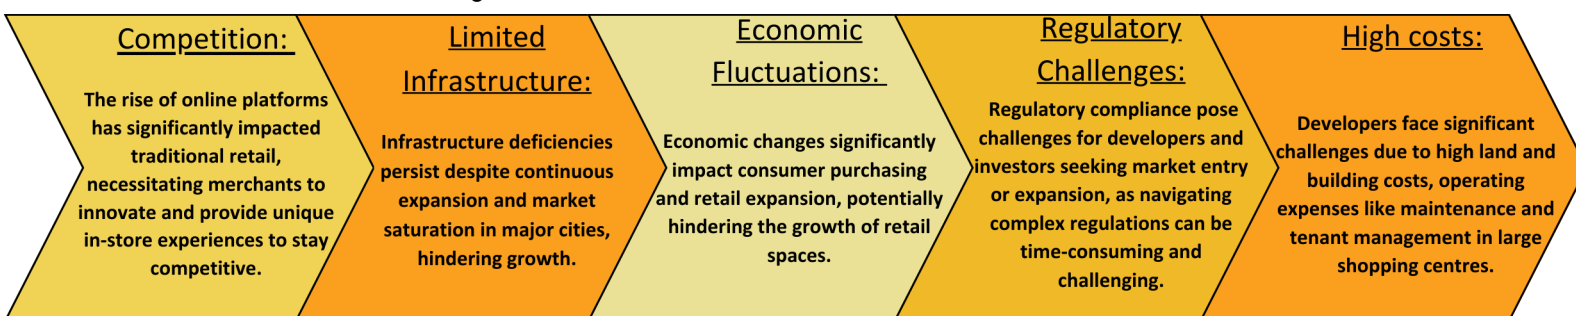 Competition:
The rise of online platforms
has significantly impacted
traditional retail,
necessitating merchants to
innovate and provide unique
in-store experiences to stay
competitive.
Limited
Infrastructure:
Infrastructure deficiencies
persist despite continuous
expansion and market
saturation in major cities,
hindering growth.
Economic
Fluctuations:
Economic changes significantly
impact consumer purchasing
and retail expansion, potentially
hindering the growth of retail
spaces.
Regulatory
Challenges:
Regulatory compliance pose
challenges for developers and
investors seeking market entry
or expansion, as navigating
complex regulations can be
time-consuming and
challenging.
High costs:
Developers face significant
challenges due to high land and
building costs, operating
expenses like maintenance and
tenant management in large
shopping centres.